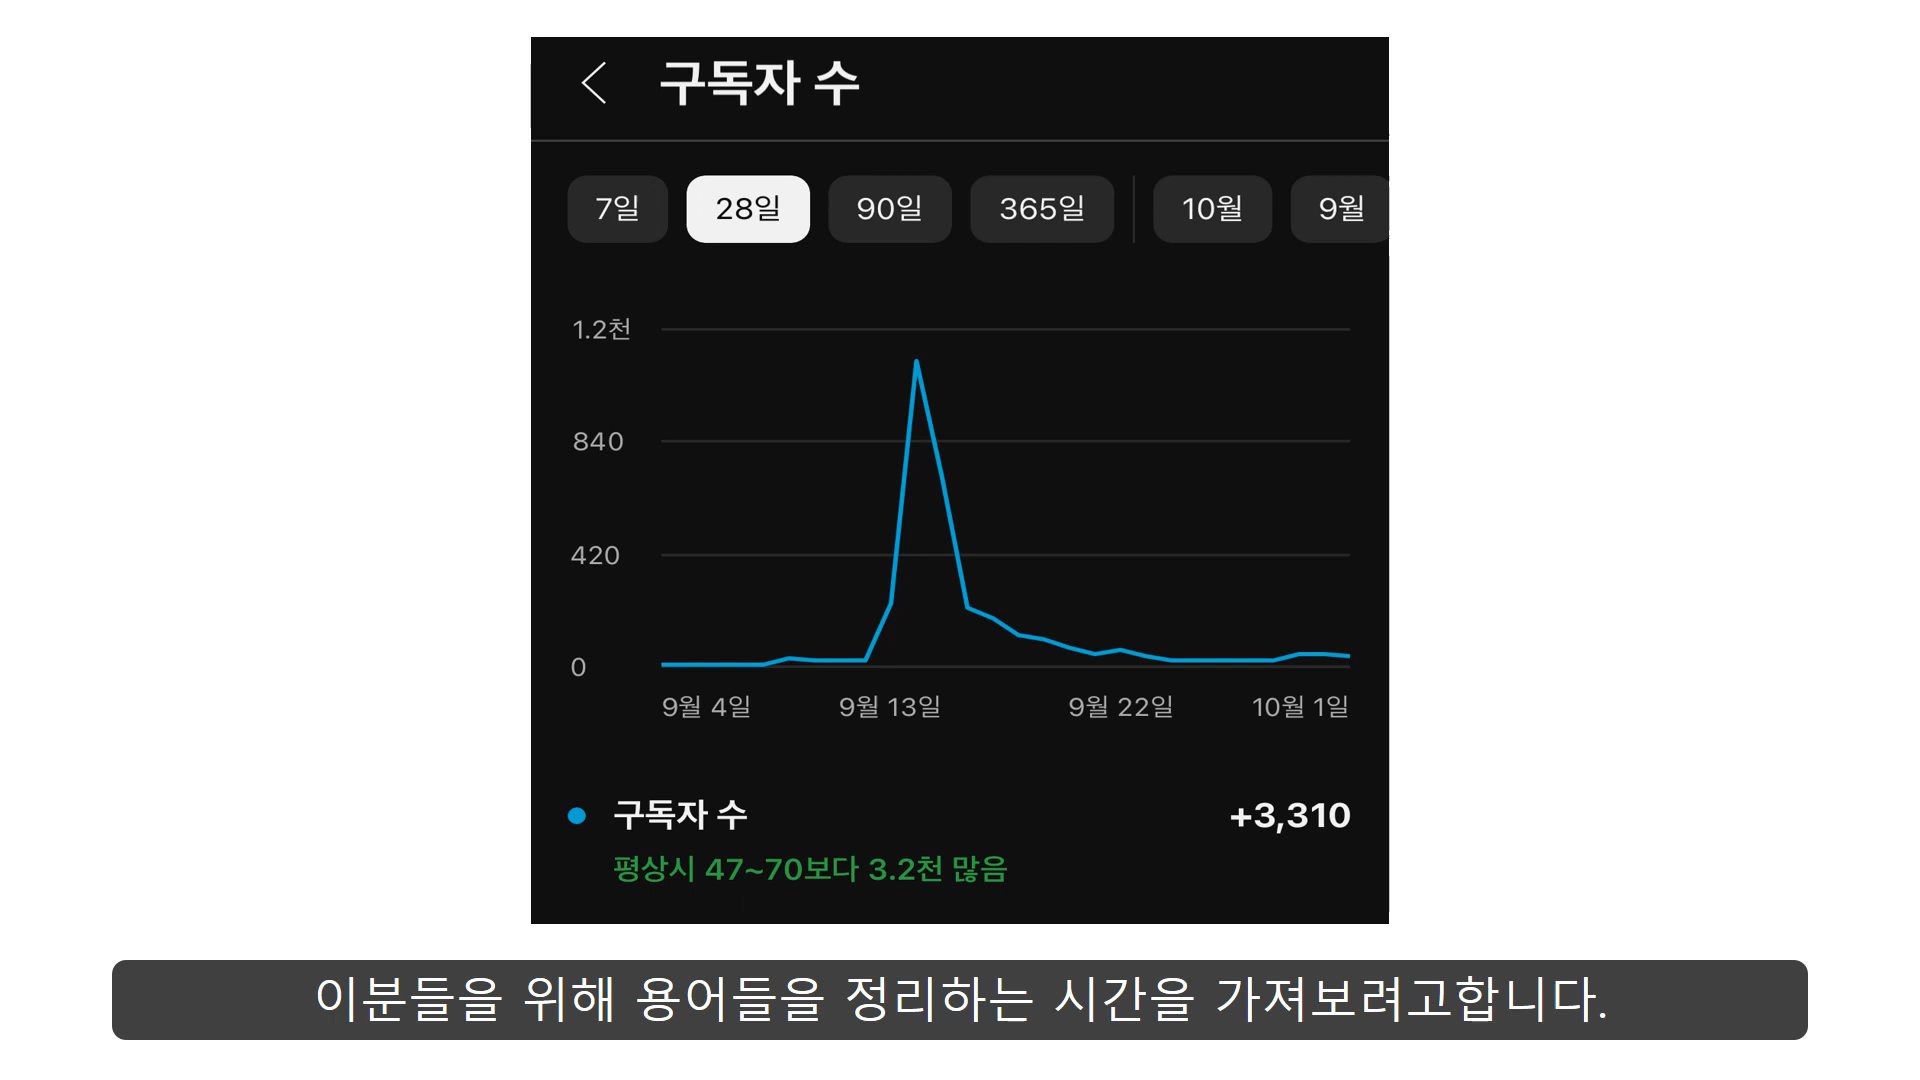 구독자 수
7일 28일 90일 365일 10월 9월
1.2천
840
420
0
9월 4일 9월 13일 9월 22일 10월 1일
구독자 수 +3,310
평상시 47~70보다 3.2천 많음
이분들을 위해 용어들을 정리하는 시간을 가져보려고합니다.